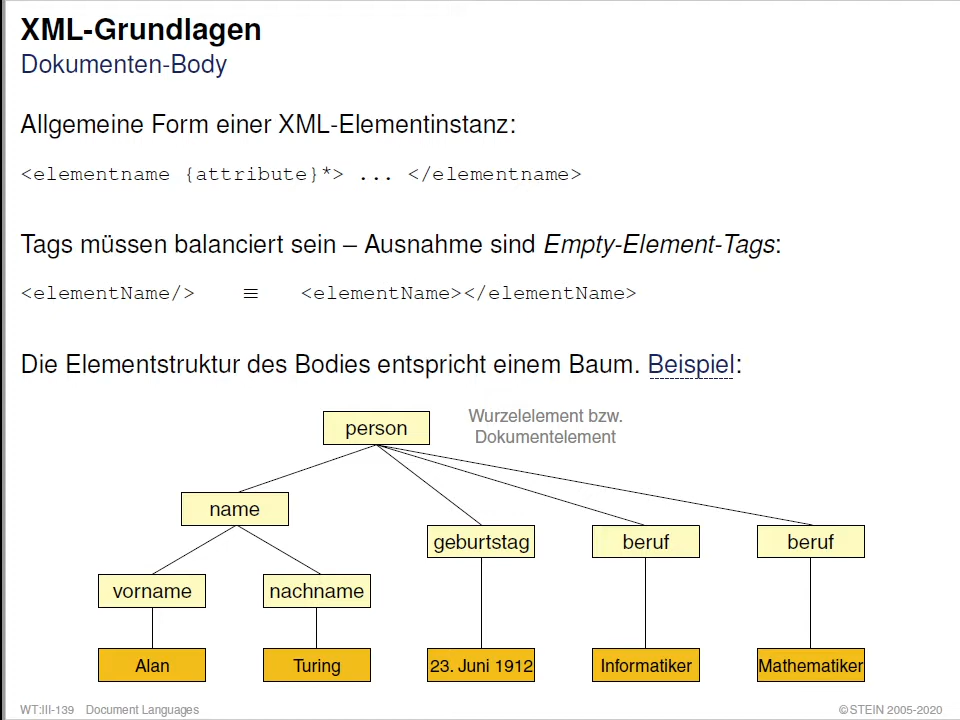 XML-Grundlagen
Dokumenten-Body
Allgemeine Form einer XML-Elementinstanz:
<elementname {attribute}*> ... </elementname>
Tags müssen balanciert sein – Ausnahme sind Empty-Element-Tags:
<elementName/> ≡ <elementName></elementName>
Die Elementstruktur des Bodies entspricht einem Baum. Beispiel:
person
Wurzelelement bzw.
Dokumentelement
name
geburtstag
beruf
beruf
vorname
nachname
Alan
Turing
23. Juni 1912
Informatiker
Mathematiker
WT:III-139 Document Languages
©STEIN 2005-2020